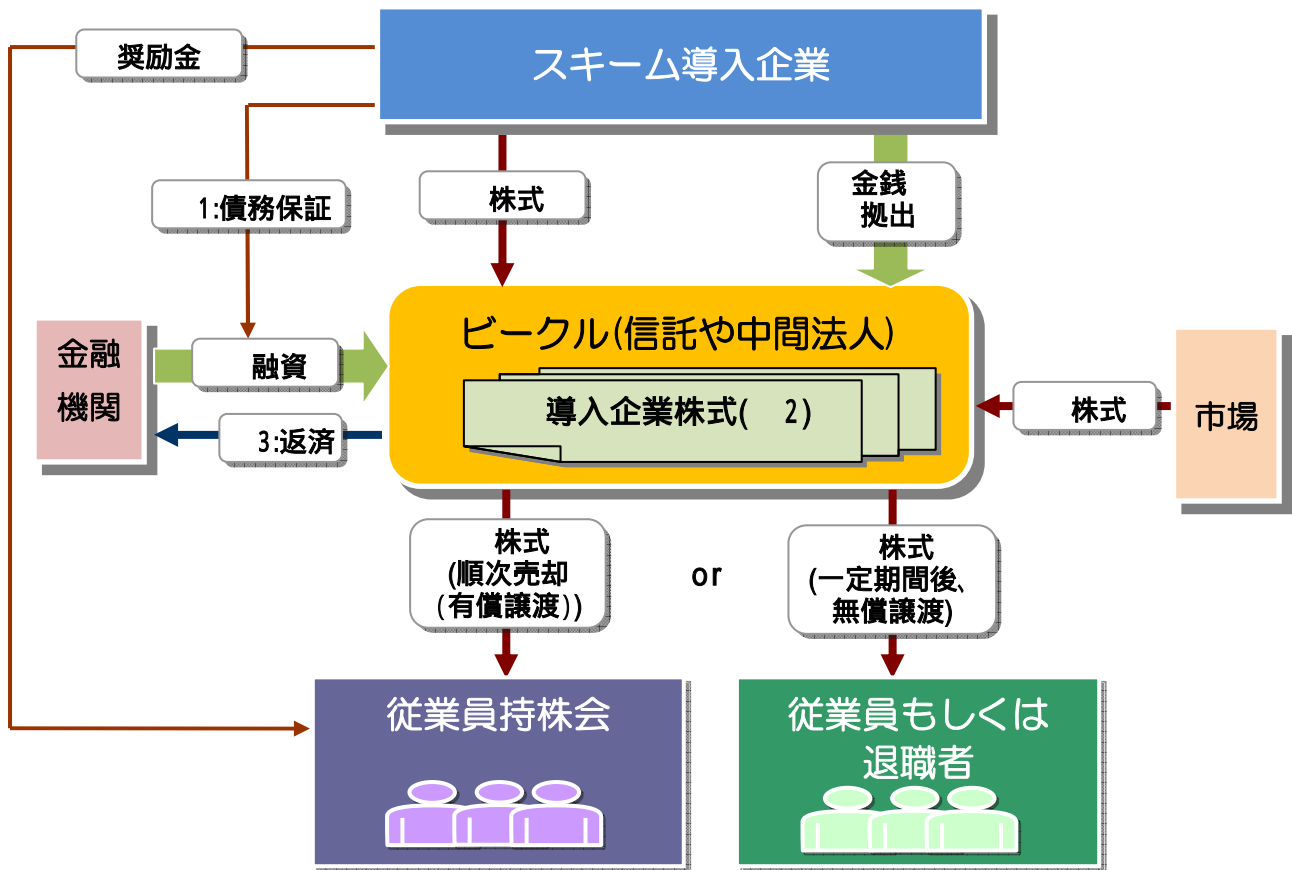 スキーム導入企業
奨励金
1:債務保証
株式
金銭
拠出
金融
機関
融資
3:返済
ビークル(信託や中間法人)
導入企業株式(　2)
株式
市場
株式
(順次売却
(有償譲渡))
or
株式
(一定期間後、
無償譲渡)
従業員持株会
従業員もしくは
退職者